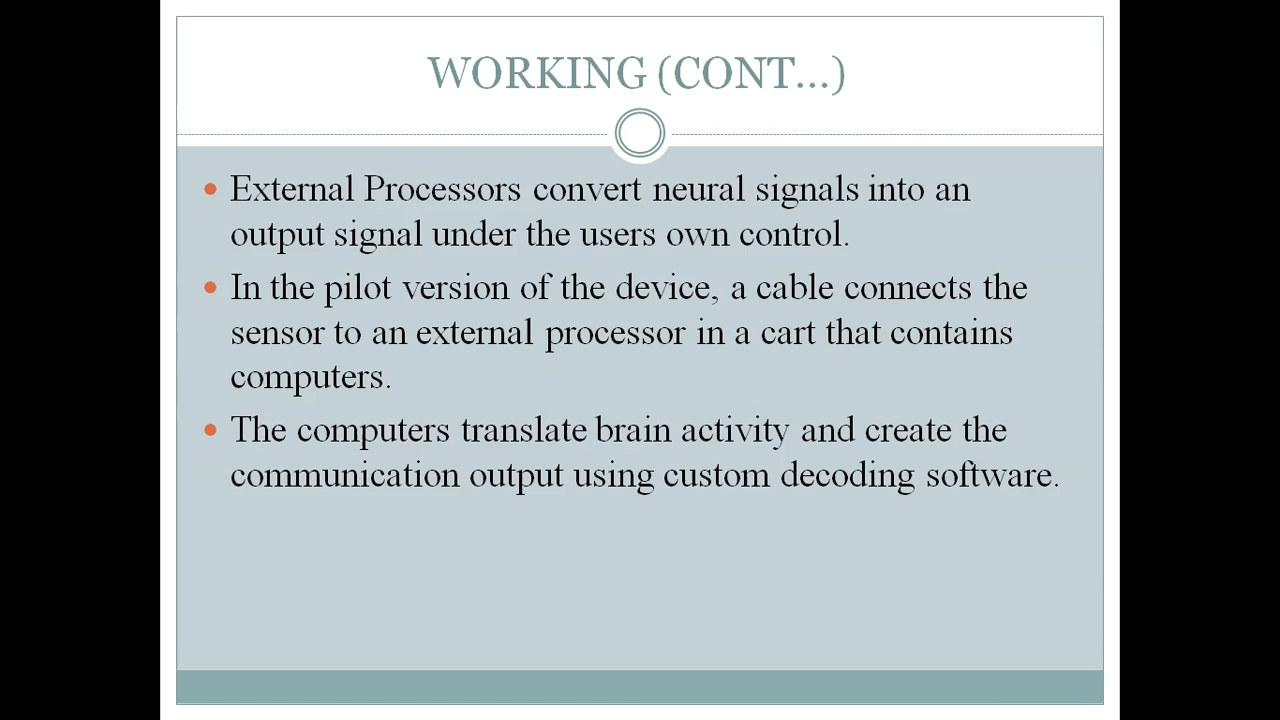 WORKING (CONT...)
External Processors convert neural signals into an
output signal under the users own control.
In the pilot version of the device, a cable connects the
sensor to an external processor in a cart that contains
computers.
The computers translate brain activity and create the
communication output using custom decoding software.